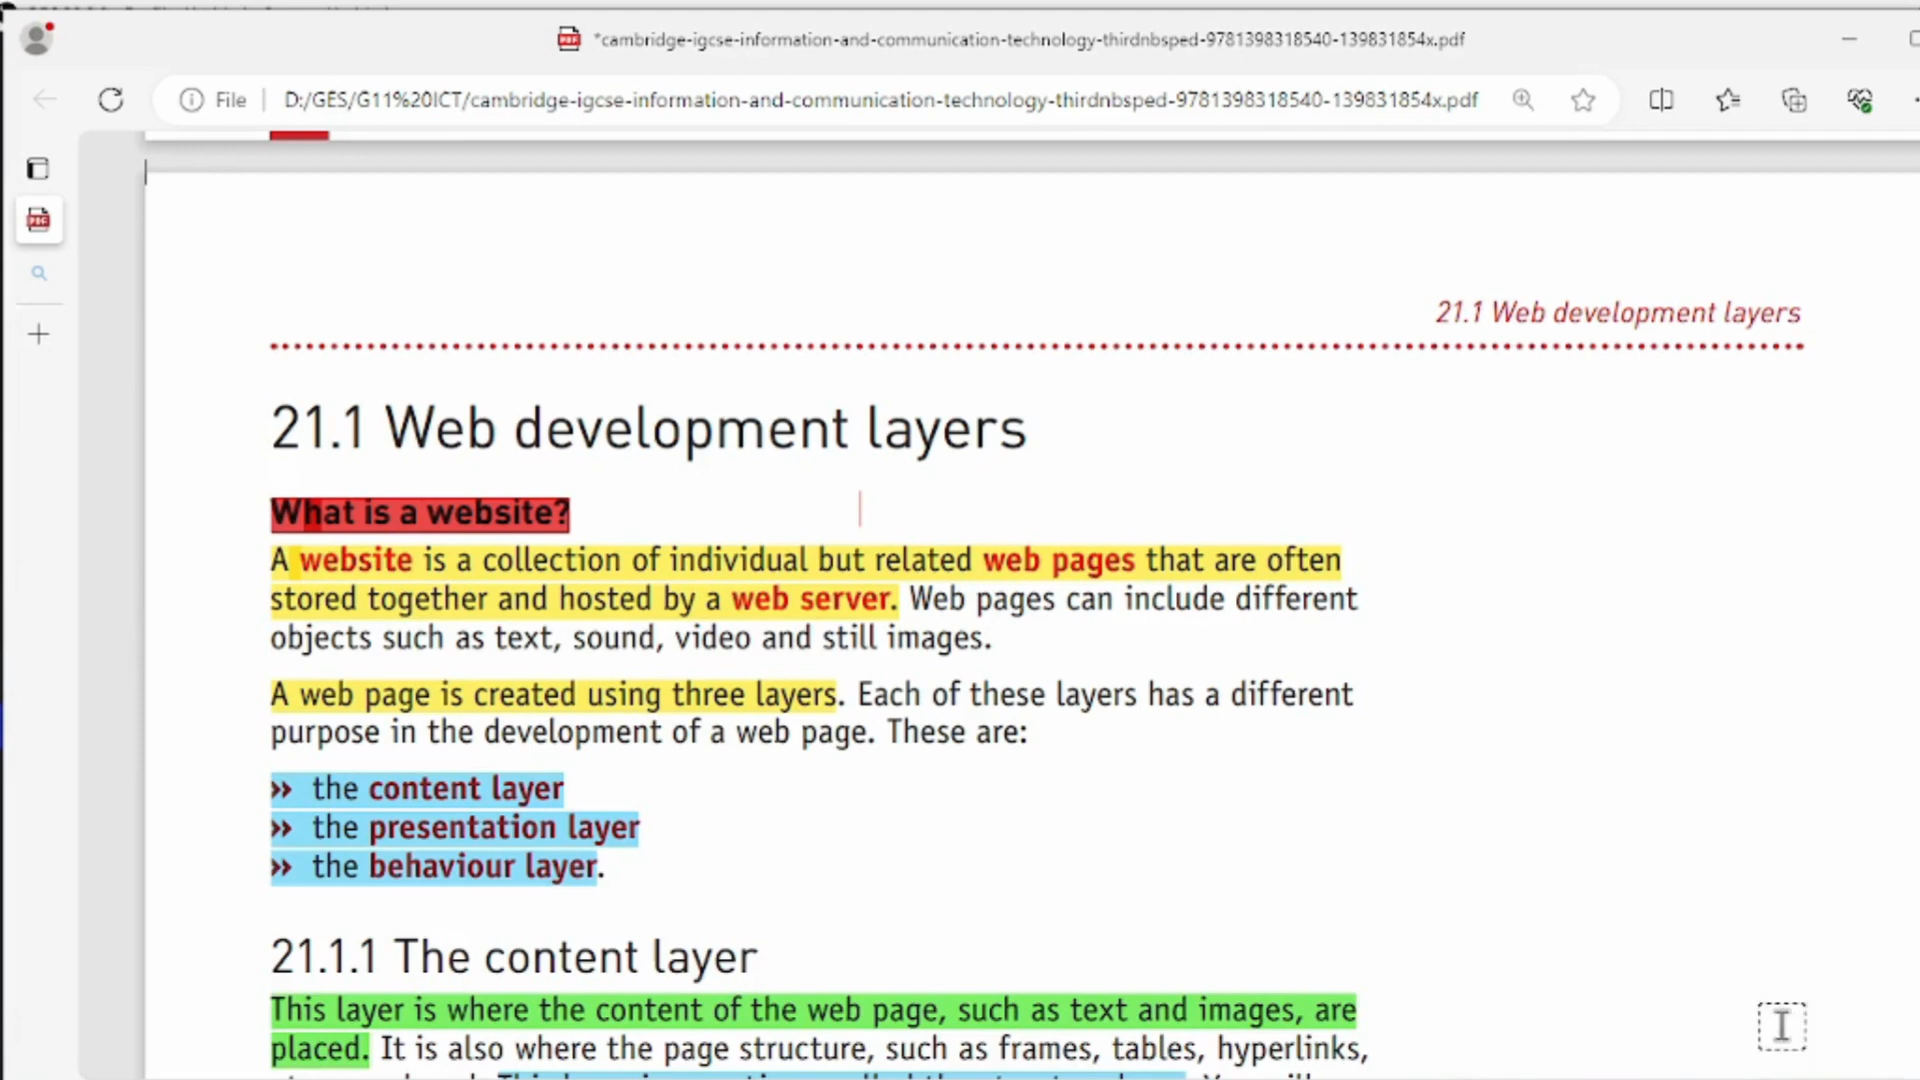 *cambridge-igcse-information-and-communication-technology-thirdnbsped-9781398318540-139831854x.pdf
File
D:/GES/G11%20ICT/cambridge-igcse-information-and-communication-technology-thirdnbsped-9781398318540-139831854x.pdf
21.1 Web development layers
21.1 Web development layers
What is a website?
A website is a collection of individual but related web pages that are often
stored together and hosted by a web server. Web pages can include different
objects such as text, sound, video and still images.
A web page is created using three layers. Each of these layers has a different
purpose in the development of a web page. These are:
» the content layer
» the presentation layer
» the behaviour layer.
21.1.1 The content layer
This layer is where the content of the web page, such as text and images, are
placed. It is also where the page structure, such as frames, tables, hyperlinks,